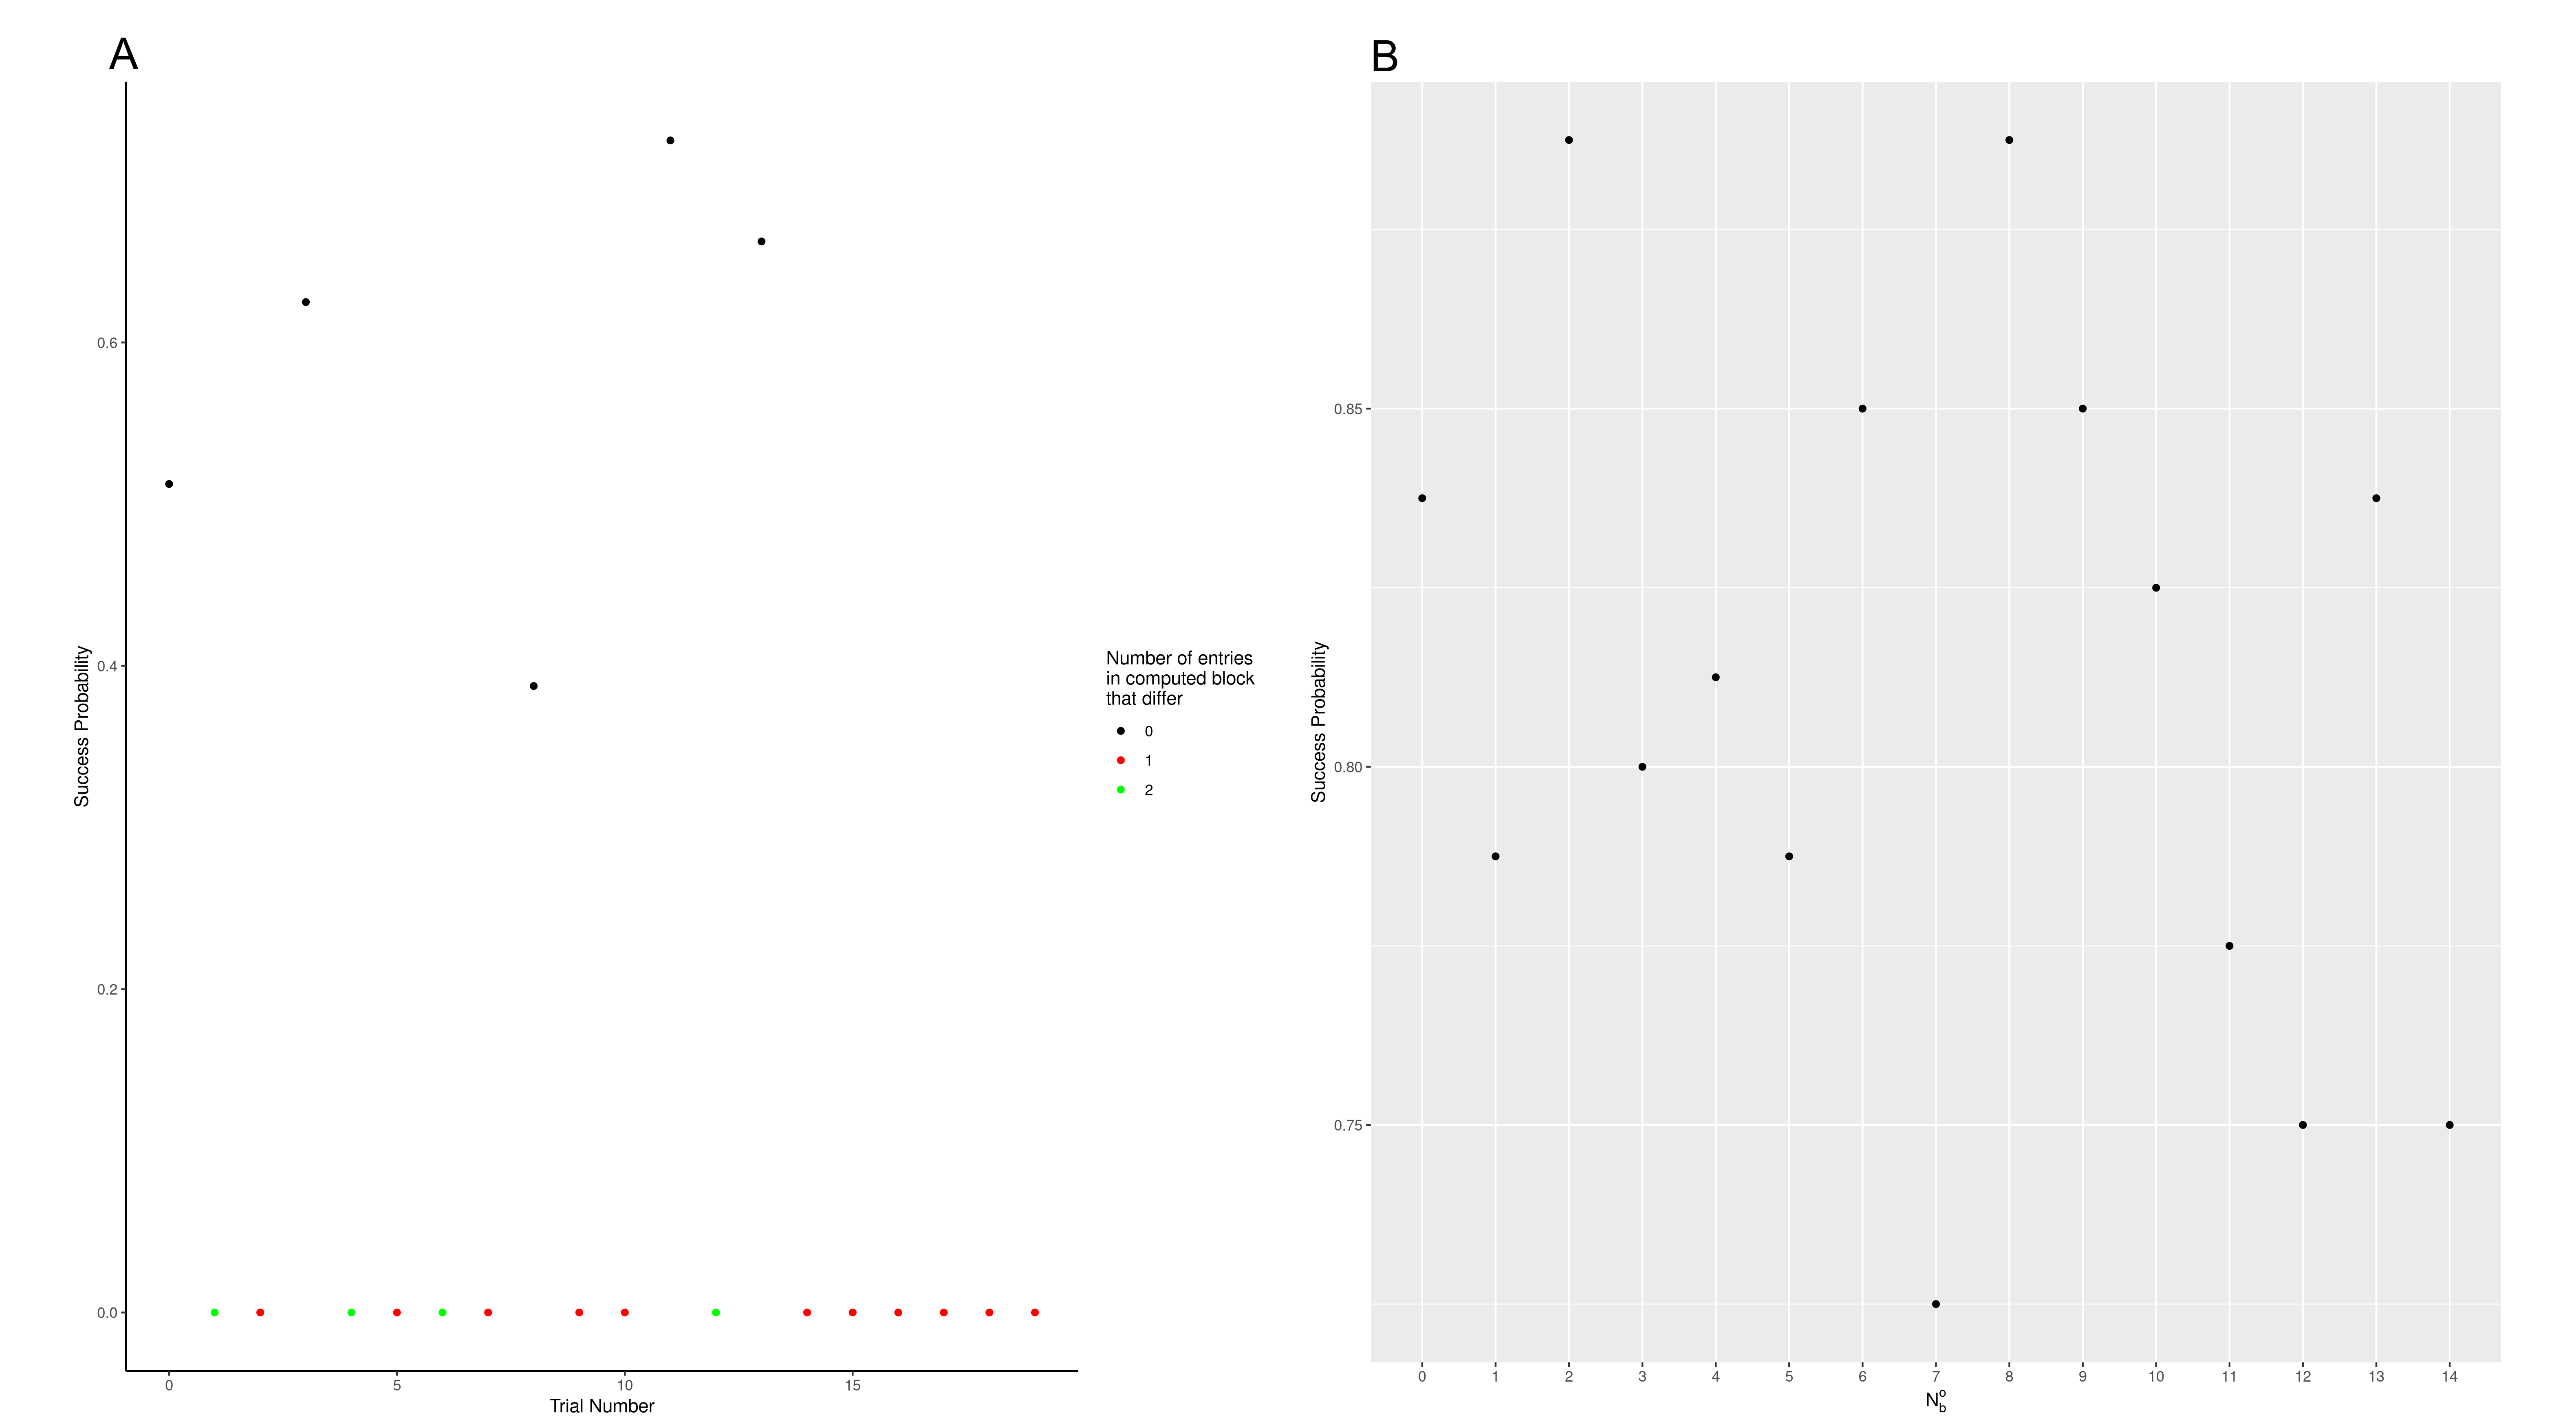 A
Success Probability
0.6
0.4
0.2
0.0
0 5 10 15
Trial Number
Number of entries
in computed block
that differ
0
1
2
B
Success Probability
0.85
0.80
0.75
0 1 2 3 4 5 6 7 8 9 10 11 12 13 14
N_b^o